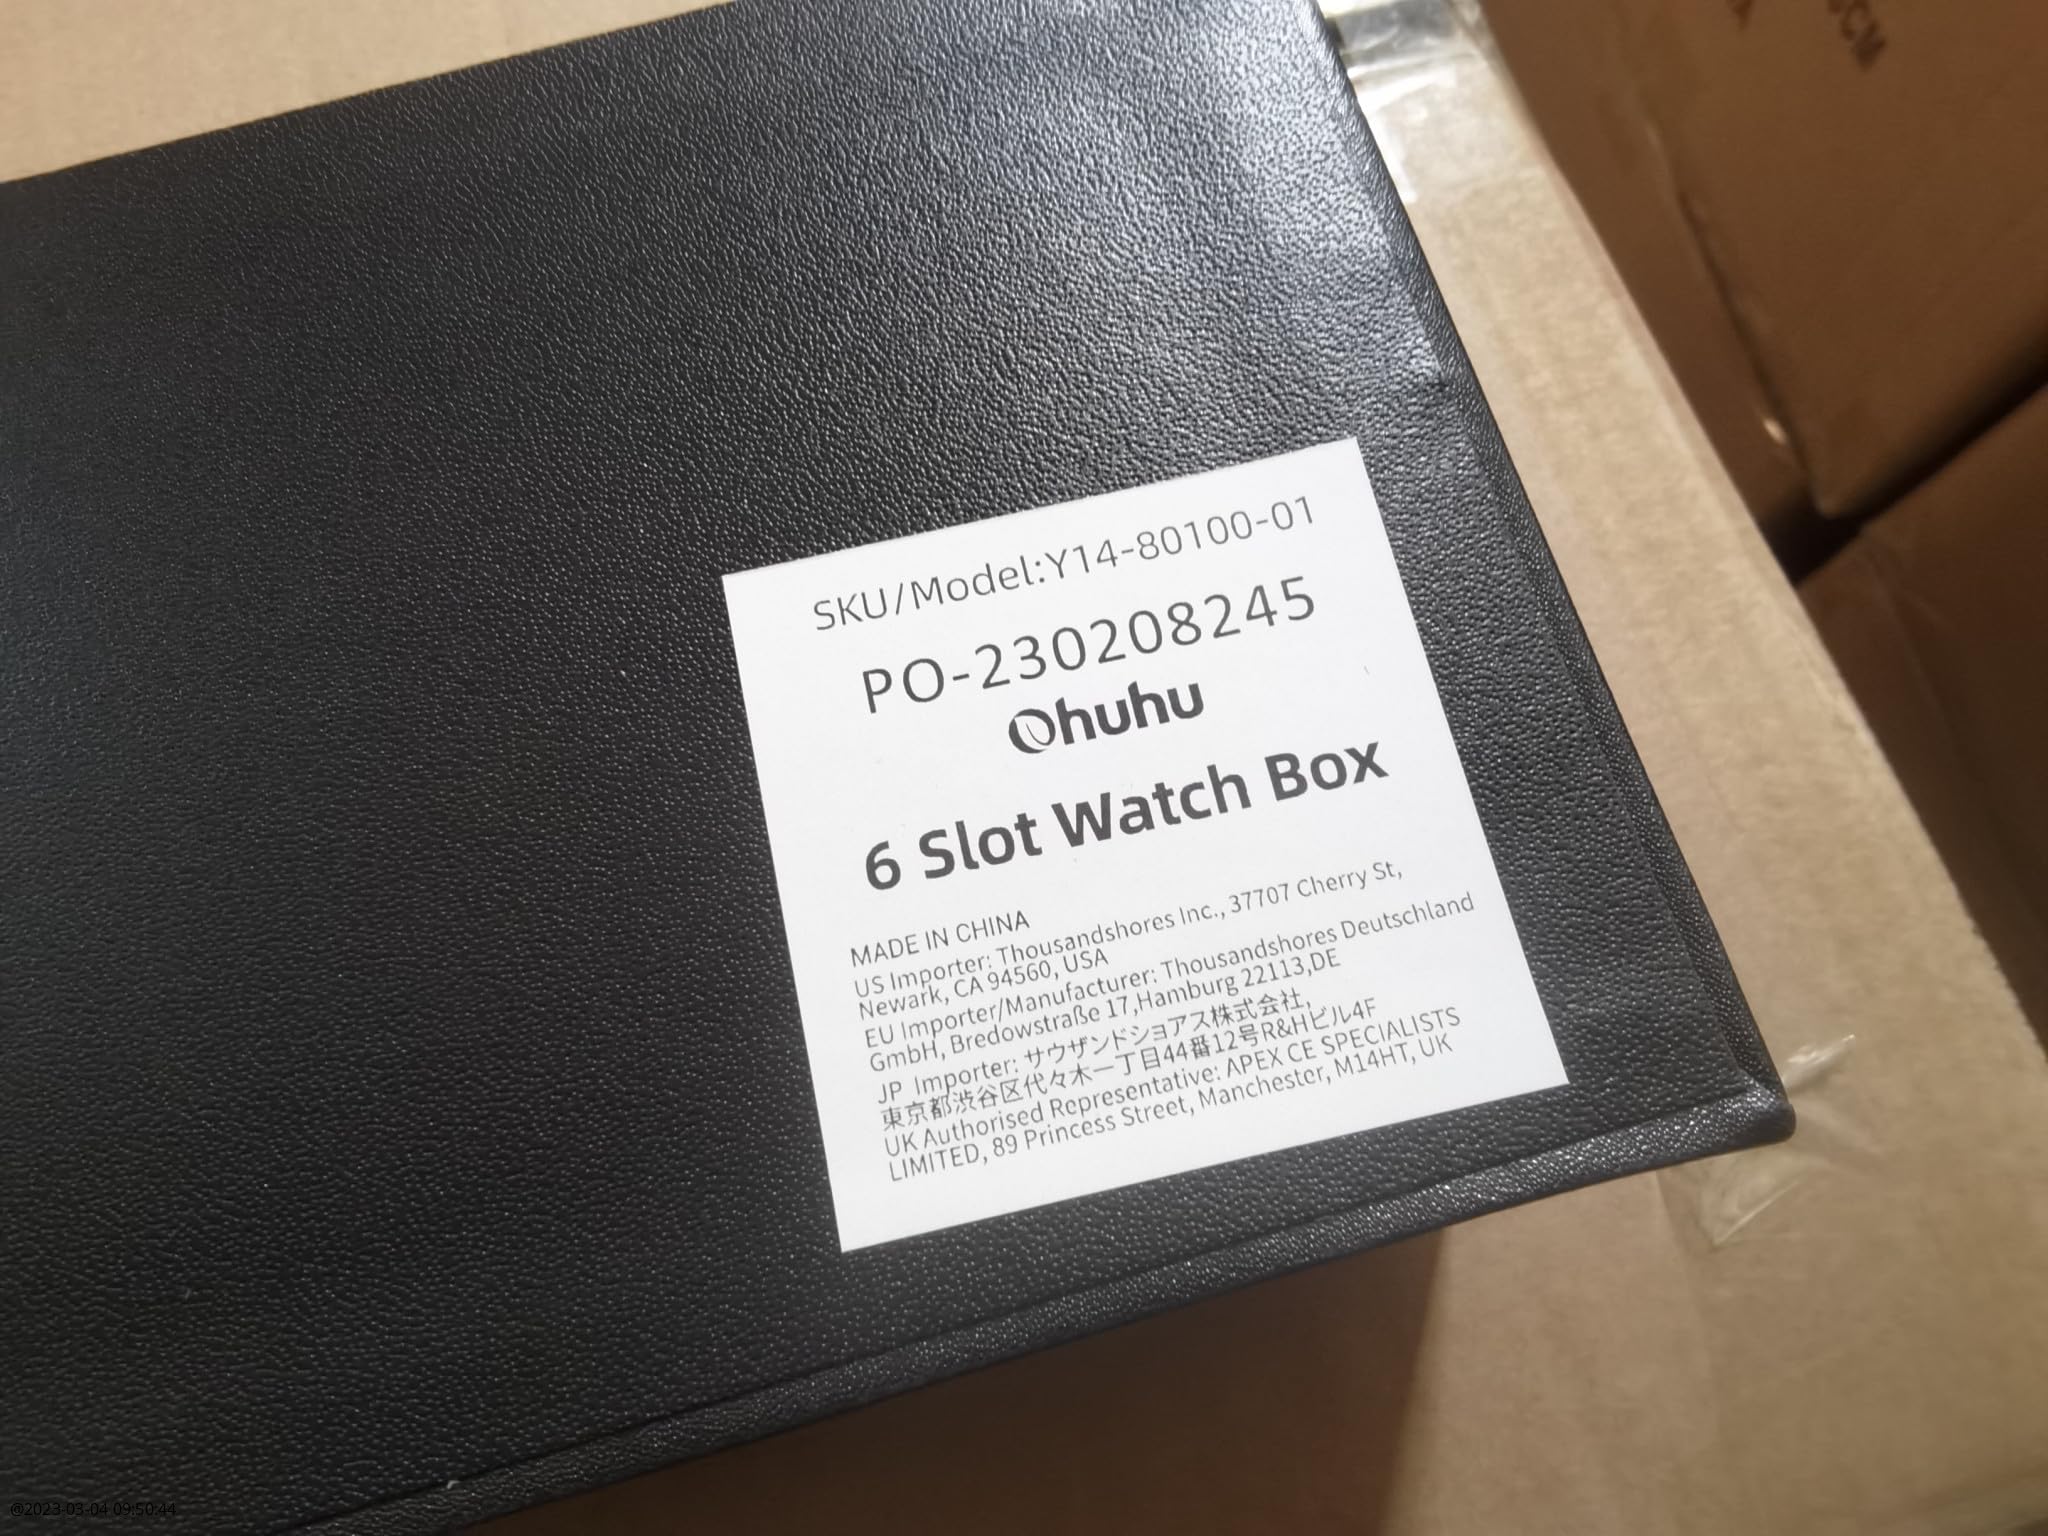 SKU/Model:Y14-80100-01
PO-230208245
Ohuhu
6 Slot Watch Box
MADE IN CHINA
US Importer: Thousandshores Inc., 37707 Cherry St,
Newark, CA 94560, USA
EU Importer/Manufacturer: Thousandshores Deutschland
GmbH, Bredowstraße 17,Hamburg 22113,DE
JP Importer: サウザンドショアス株式会社,
東京都渋谷区代々木一丁目44番12号R&Hビル4F
UK Authorised Representative: APEX CE SPECIALISTS
LIMITED, 89 Princess Street, Manchester, M14HT, UK
@2023-03-04 09:50:44